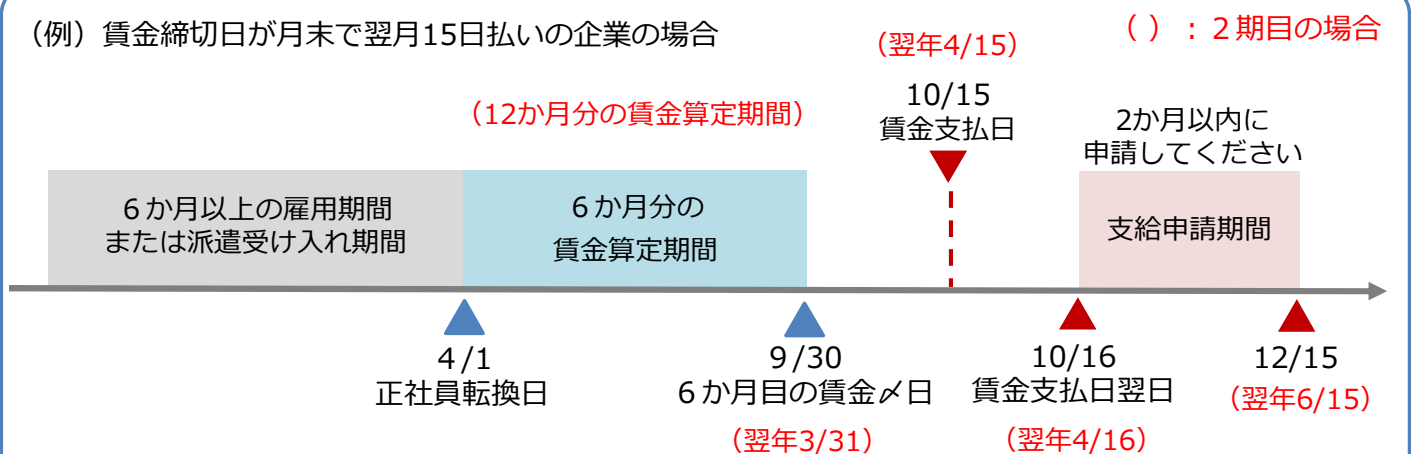 （例）賃金締切日が月末で翌月15日払いの企業の場合
（ ）：２期目の場合
（翌年4/15）
（12か月分の賃金算定期間）
10/15
賃金支払日
2か月以内に
申請してください
６か月以上の雇用期間
または派遣受け入れ期間
６か月分の
賃金算定期間
支給申請期間
４/1
正社員転換日
９/30
６か月目の賃金〆日
（翌年3/31）
10/16
賃金支払日翌日
（翌年4/16）
12/15
（翌年6/15）